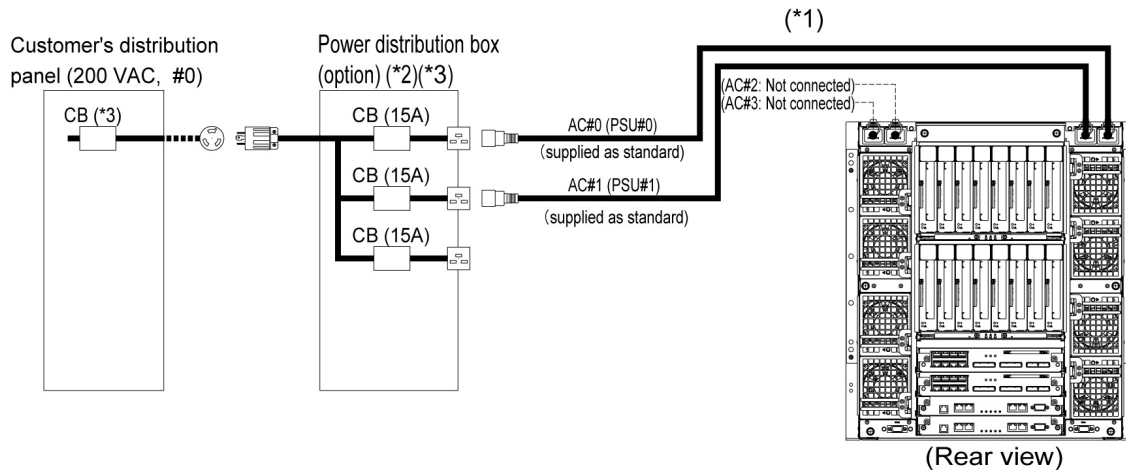 (*1)
Customer's distribution
panel (200 VAC, #0)
Power distribution box
(option) (*2)(*3)
(AC#2: Not connected)
(AC#3: Not connected)
CB (*3)
CB (15A)
AC#0 (PSU#0)
(supplied as standard)
CB (15A)
AC#1 (PSU#1)
(supplied as standard)
CB (15A)
(Rear view)